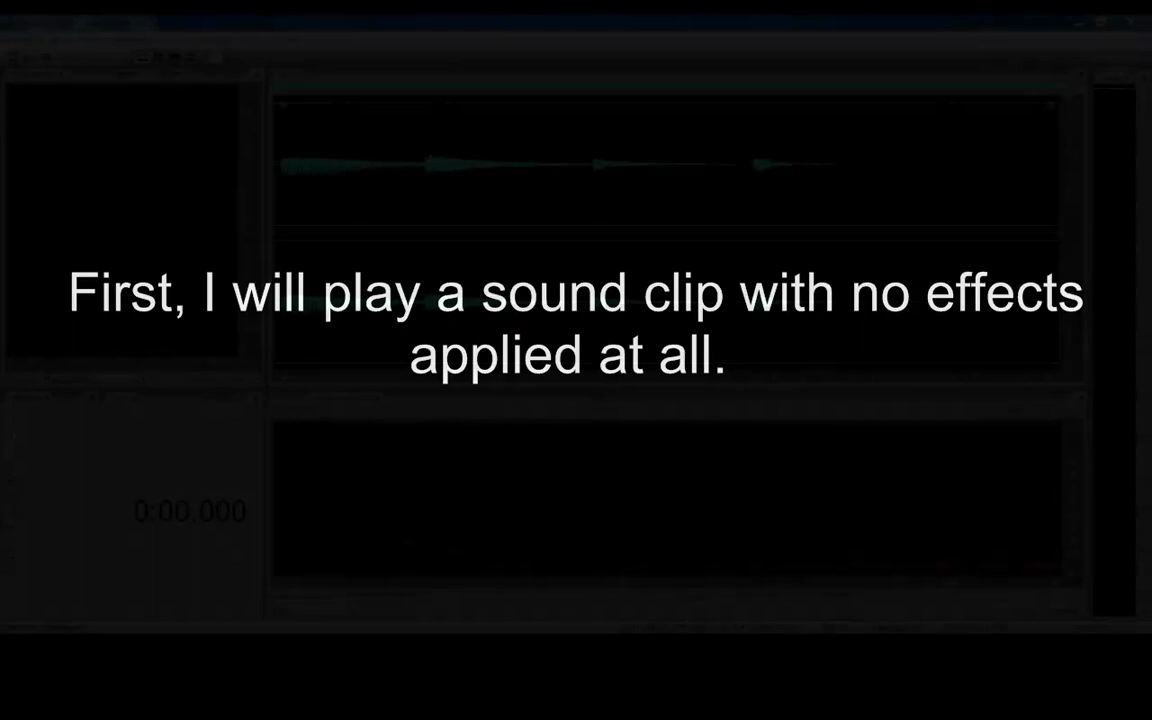 First, I will play a sound clip with no effects
applied at all.
0:00.000